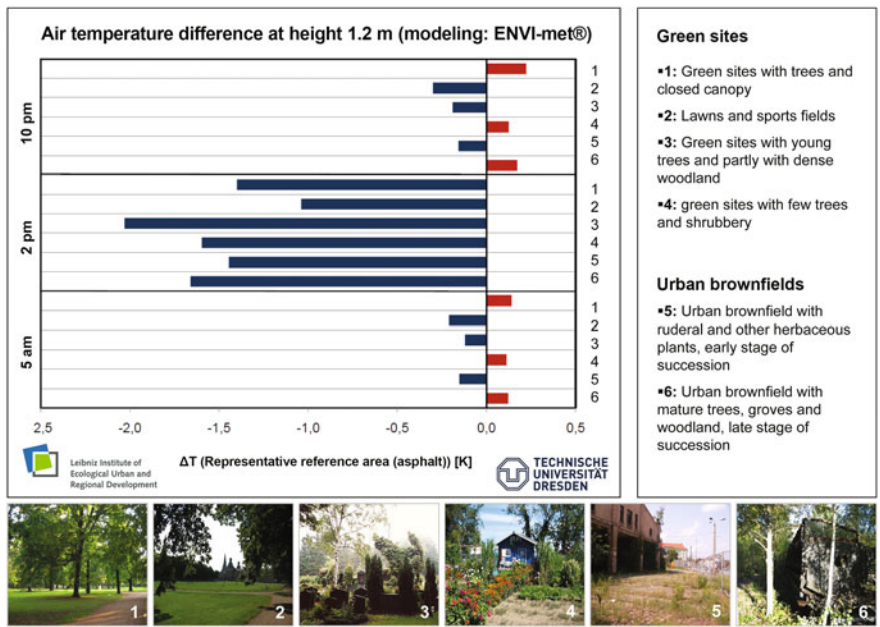 Air temperature difference at height 1.2 m (modeling: ENVI-met®)
10 pm
1
2
3
4
5
6
2 pm
1
2
3
4
5
6
5 am
1
2
3
4
5
6
2,5
-2,0
-1,5
-1,0
-0,5
0,0
0,5
ΔT (Representative reference area (asphalt)) [K]
Leibniz Institute of
Ecological Urban and
Regional Development
TECHNISCHE
UNIVERSITÄT
DRESDEN
Green sites
▪1: Green sites with trees and
closed canopy
▪2: Lawns and sports fields
▪3: Green sites with young
trees and partly with dense
woodland
▪4: green sites with few trees
and shrubbery
Urban brownfields
▪5: Urban brownfield with
ruderal and other herbaceous
plants, early stage of
succession
▪6: Urban brownfield with
mature trees, groves and
woodland, late stage of
succession
1
2
3
4
5
6